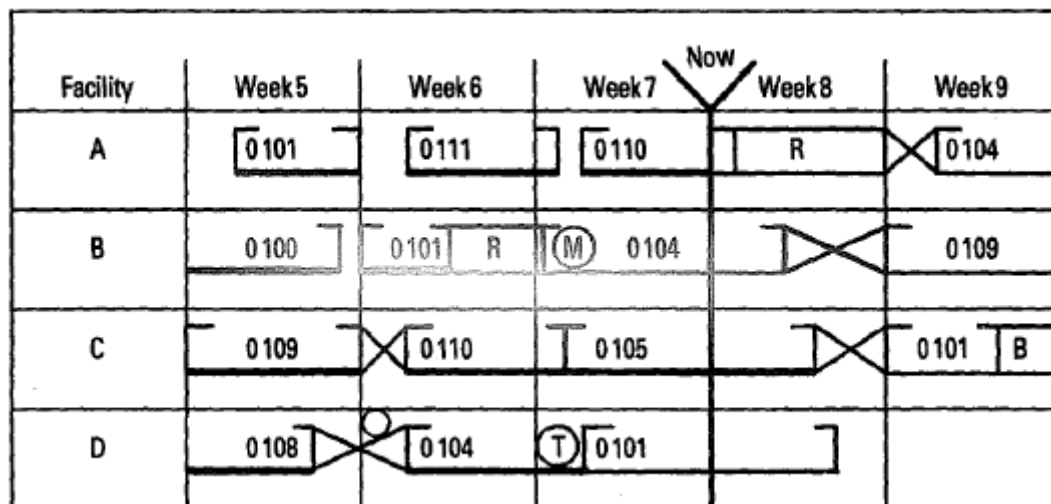 Now
Facility Week 5 Week 6 Week 7 Week 8 Week 9
A 0101 0111 0110 R 0104
B 0100 0101 R M 0104 0109
C 0109 0110 0105 0101 B
D 0108 0104 T 0101